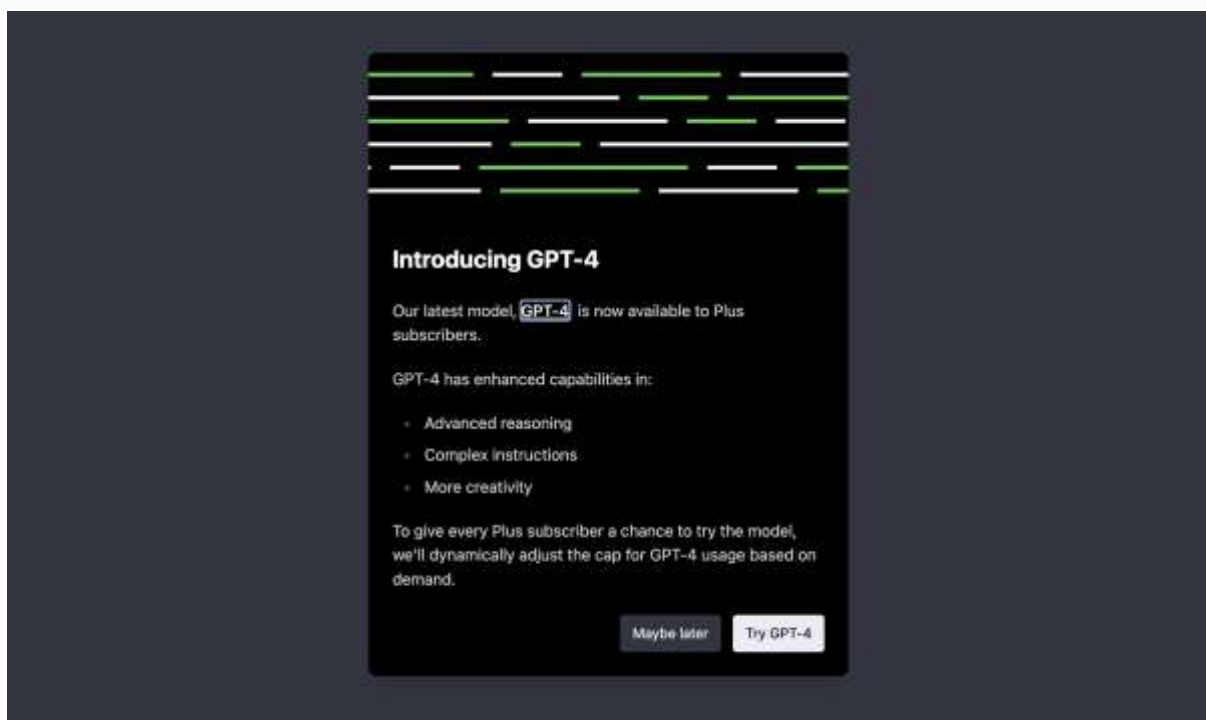 Introducing GPT-4
Our latest model, GPT-4 is now available to Plus
subscribers.
GPT-4 has enhanced capabilities in:
Advanced reasoning
Complex instructions
More creativity
To give every Plus subscriber a chance to try the model,
we'll dynamically adjust the cap for GPT-4 usage based on
demand.
Maybe later Try GPT-4